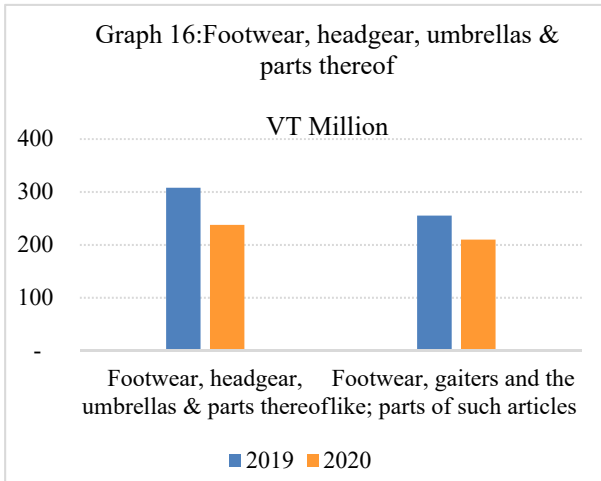 Graph 16:Footwear, headgear, umbrellas &
parts thereof
VT Million
400
300
200
100
-
Footwear, headgear,
umbrellas & parts thereof
Footwear, gaiters and the
like; parts of such articles
2019
2020